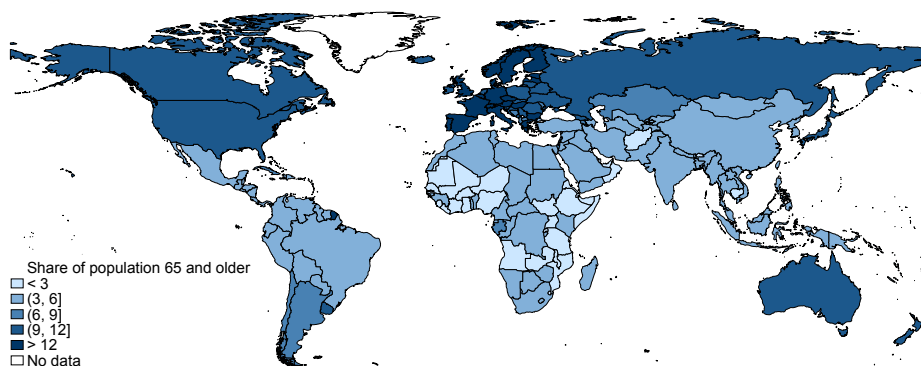 Share of population 65 and older
< 3
(3, 6]
(6, 9]
(9, 12]
> 12
No data